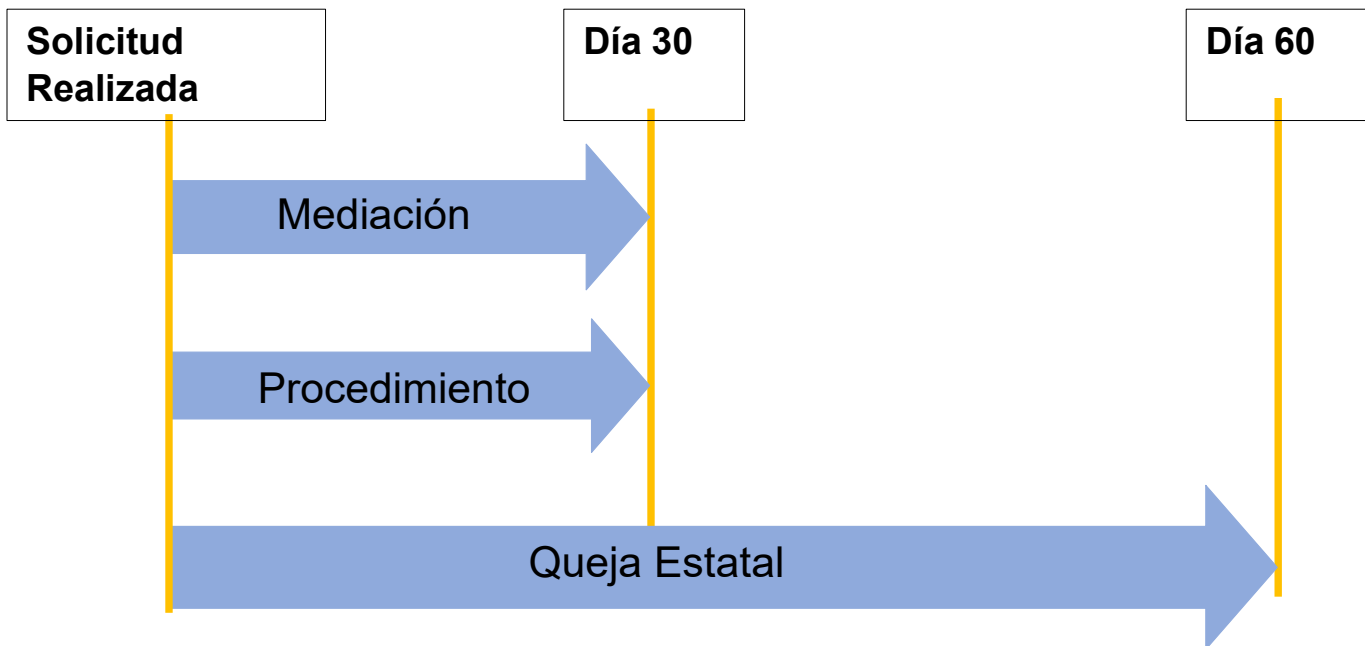 Solicitud
Realizada
Día 30
Día 60
Mediación
Procedimiento
Queja Estatal